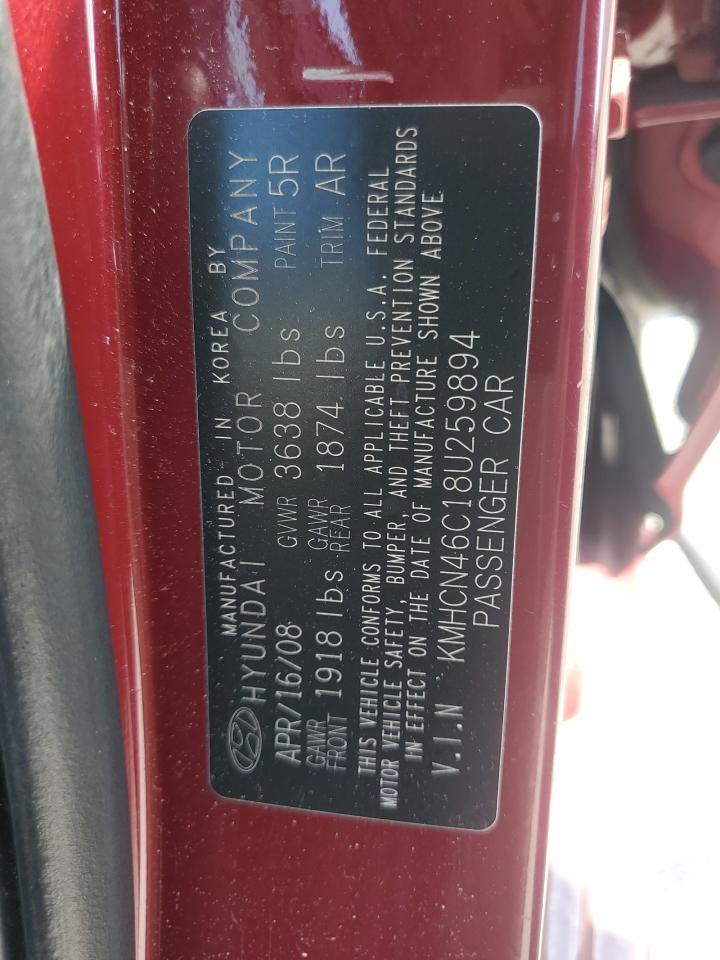 MANUFACTURED IN KOREA BY
HYUNDAI MOTOR COMPANY
APR/16/08 GVWR 3638 lbs PAINT 5R
GAWR FRONT 1918 lbs GAWR REAR 1874 lbs TRIM AR
THIS VEHICLE CONFORMS TO ALL APPLICABLE U.S.A. FEDERAL
MOTOR VEHICLE SAFETY, BUMPER, AND THEFT PREVENTION STANDARDS
IN EFFECT ON THE DATE OF MANUFACTURE SHOWN ABOVE
V.I.N KMHCN46C18U259894
PASSENGER CAR